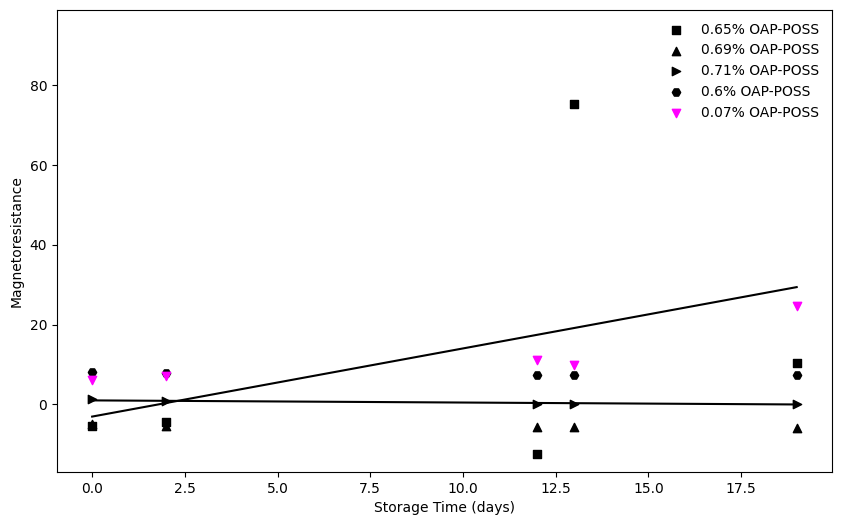 0.65% OAP-POSS
0.69% OAP-POSS
0.71% OAP-POSS
0.6% OAP-POSS
0.07% OAP-POSS
Magnetoresistance
80
60
40
20
0
0.0 2.5 5.0 7.5 10.0 12.5 15.0 17.5
Storage Time (days)